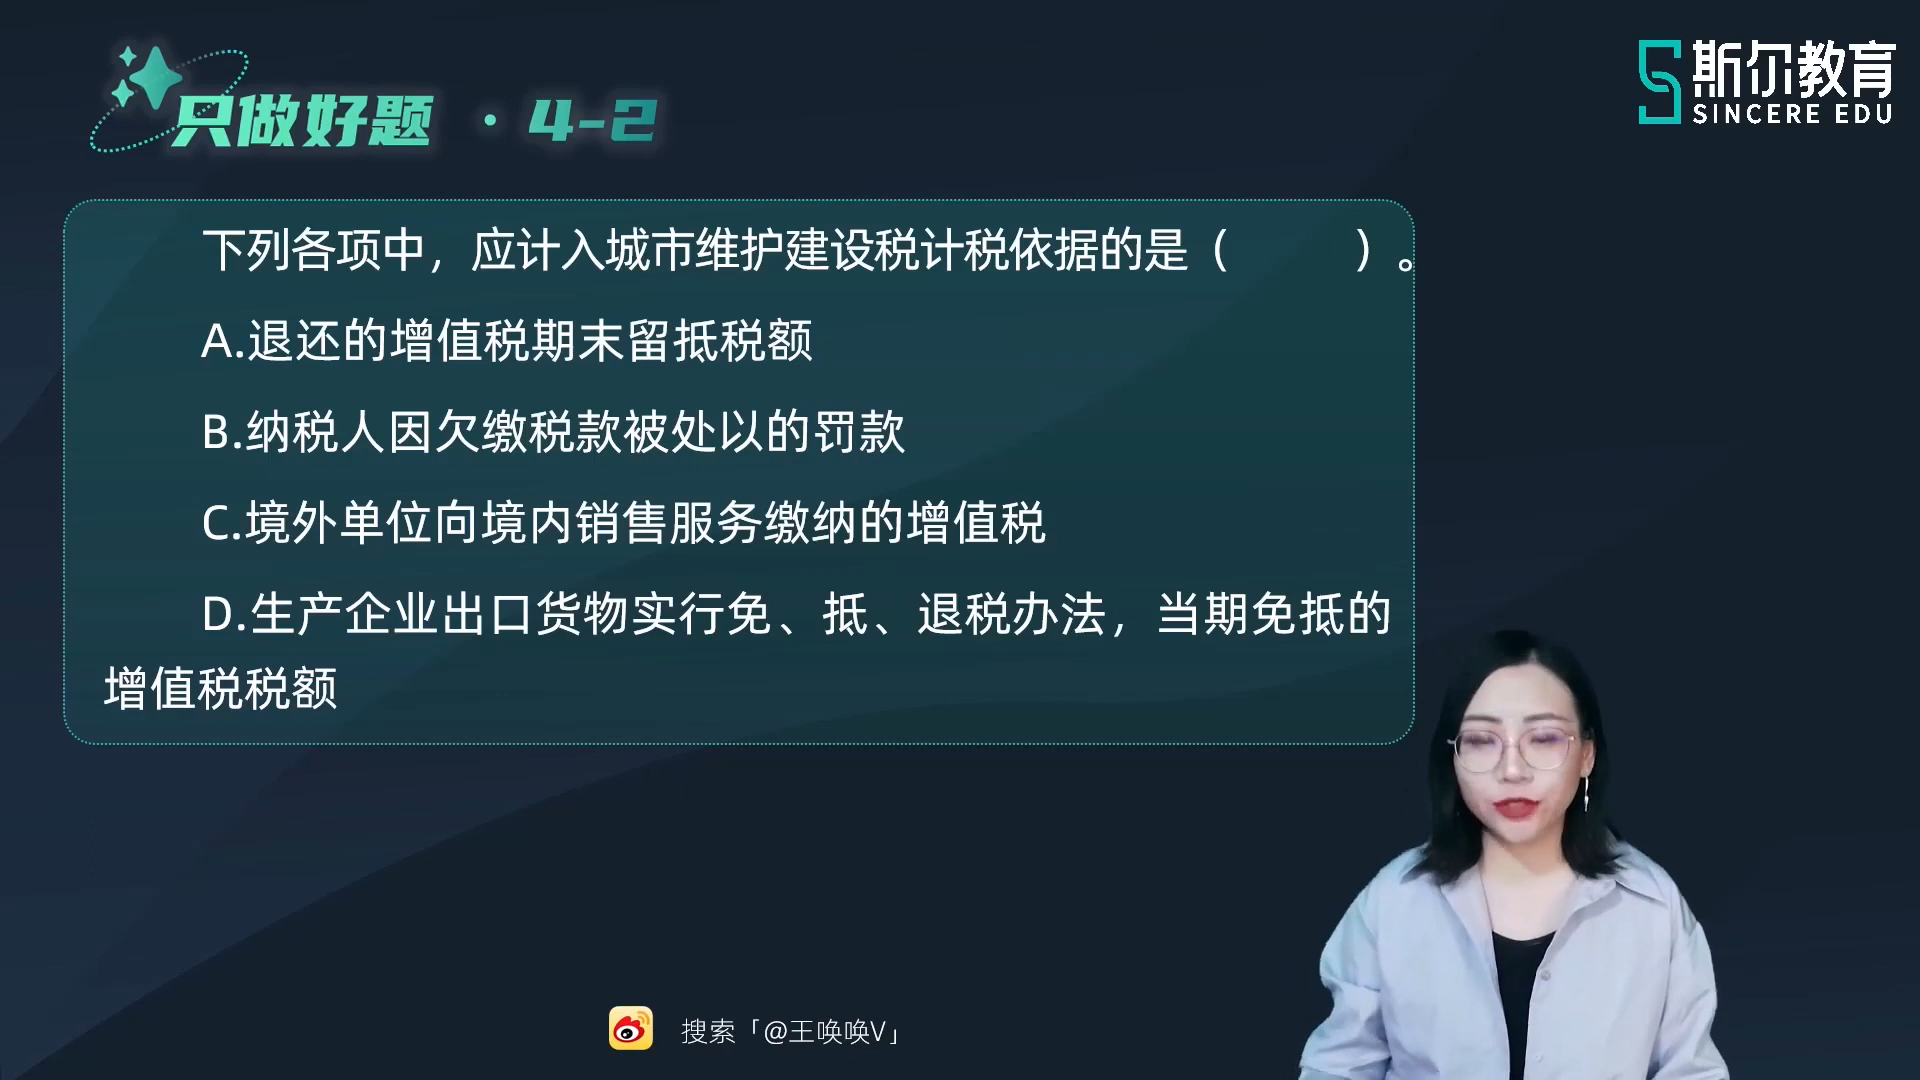 只做好题 · 4-2
斯尔教育
SINCERE EDU
下列各项中，应计入城市维护建设税计税依据的是（　　）。
A.退还的增值税期末留抵税额
B.纳税人因欠缴税款被处以的罚款
C.境外单位向境内销售服务缴纳的增值税
D.生产企业出口货物实行免、抵、退税办法，当期免抵的
增值税税额
搜索「@王唤唤V」